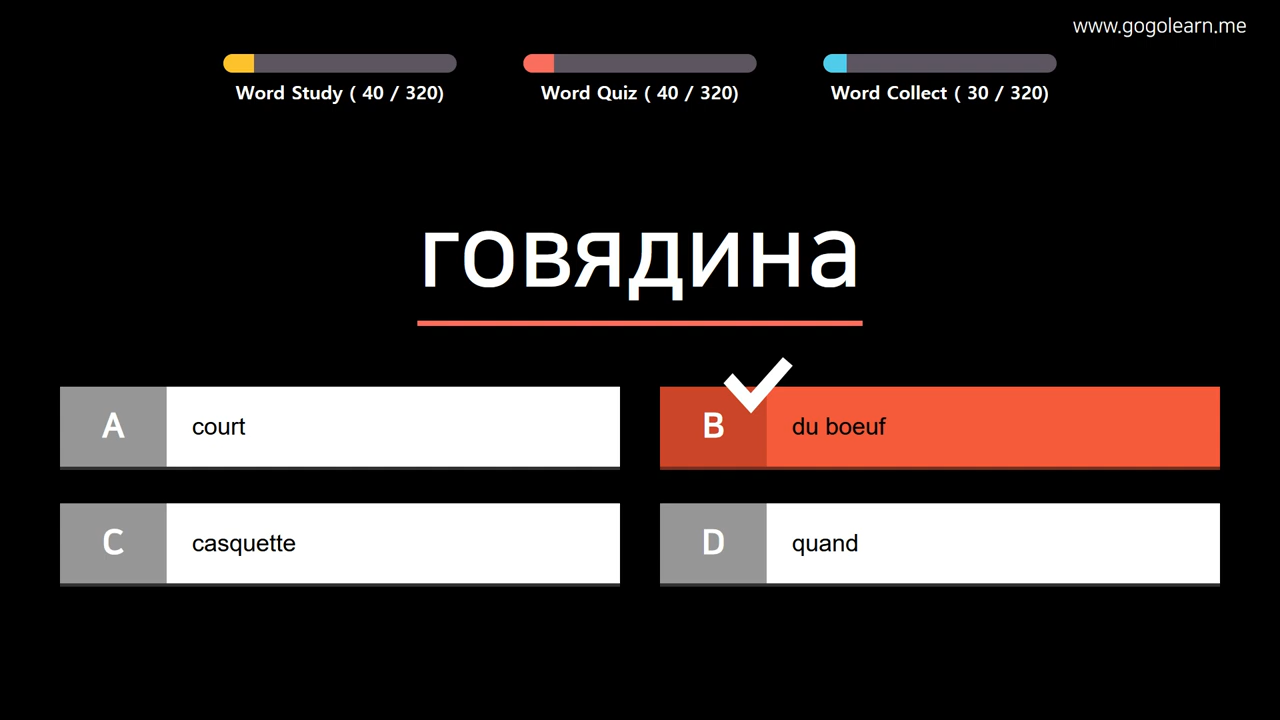 www.gogolearn.me
Word Study ( 40 / 320)
Word Quiz ( 40 / 320)
Word Collect ( 30 / 320)
говядина
A court
B du boeuf
C casquette
D quand